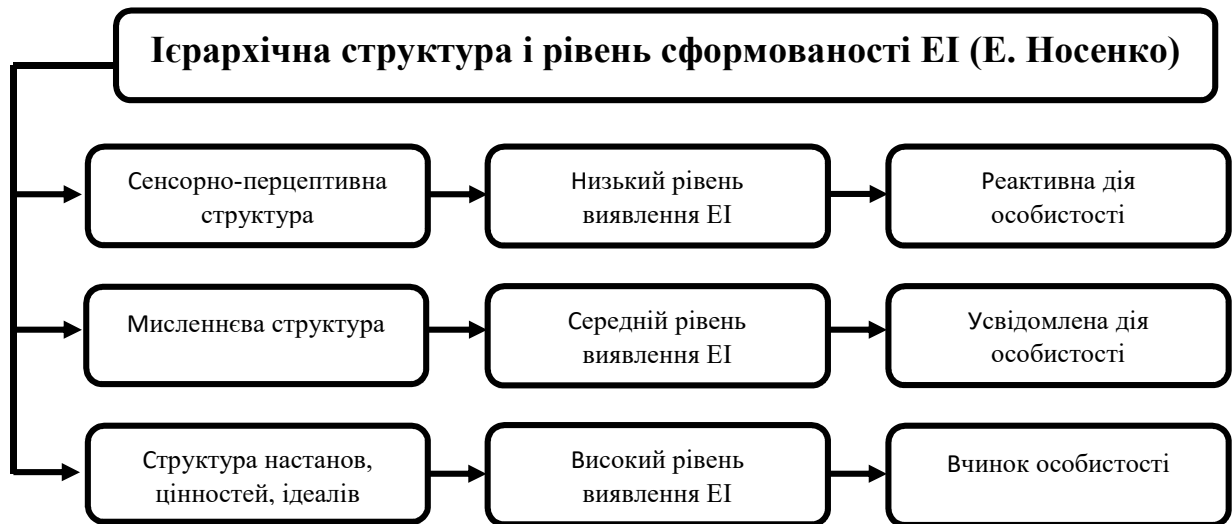 Ієрархічна структура і рівень сформованості ЕІ (Е. Носенко)
Сенсорно-перцептивна
структура
Низький рівень
виявлення ЕІ
Реактивна дія
особистості
Мисленнєва структура
Середній рівень
виявлення ЕІ
Усвідомлена дія
особистості
Структура настанов,
цінностей, ідеалів
Високий рівень
виявлення ЕІ
Вчинок особистості